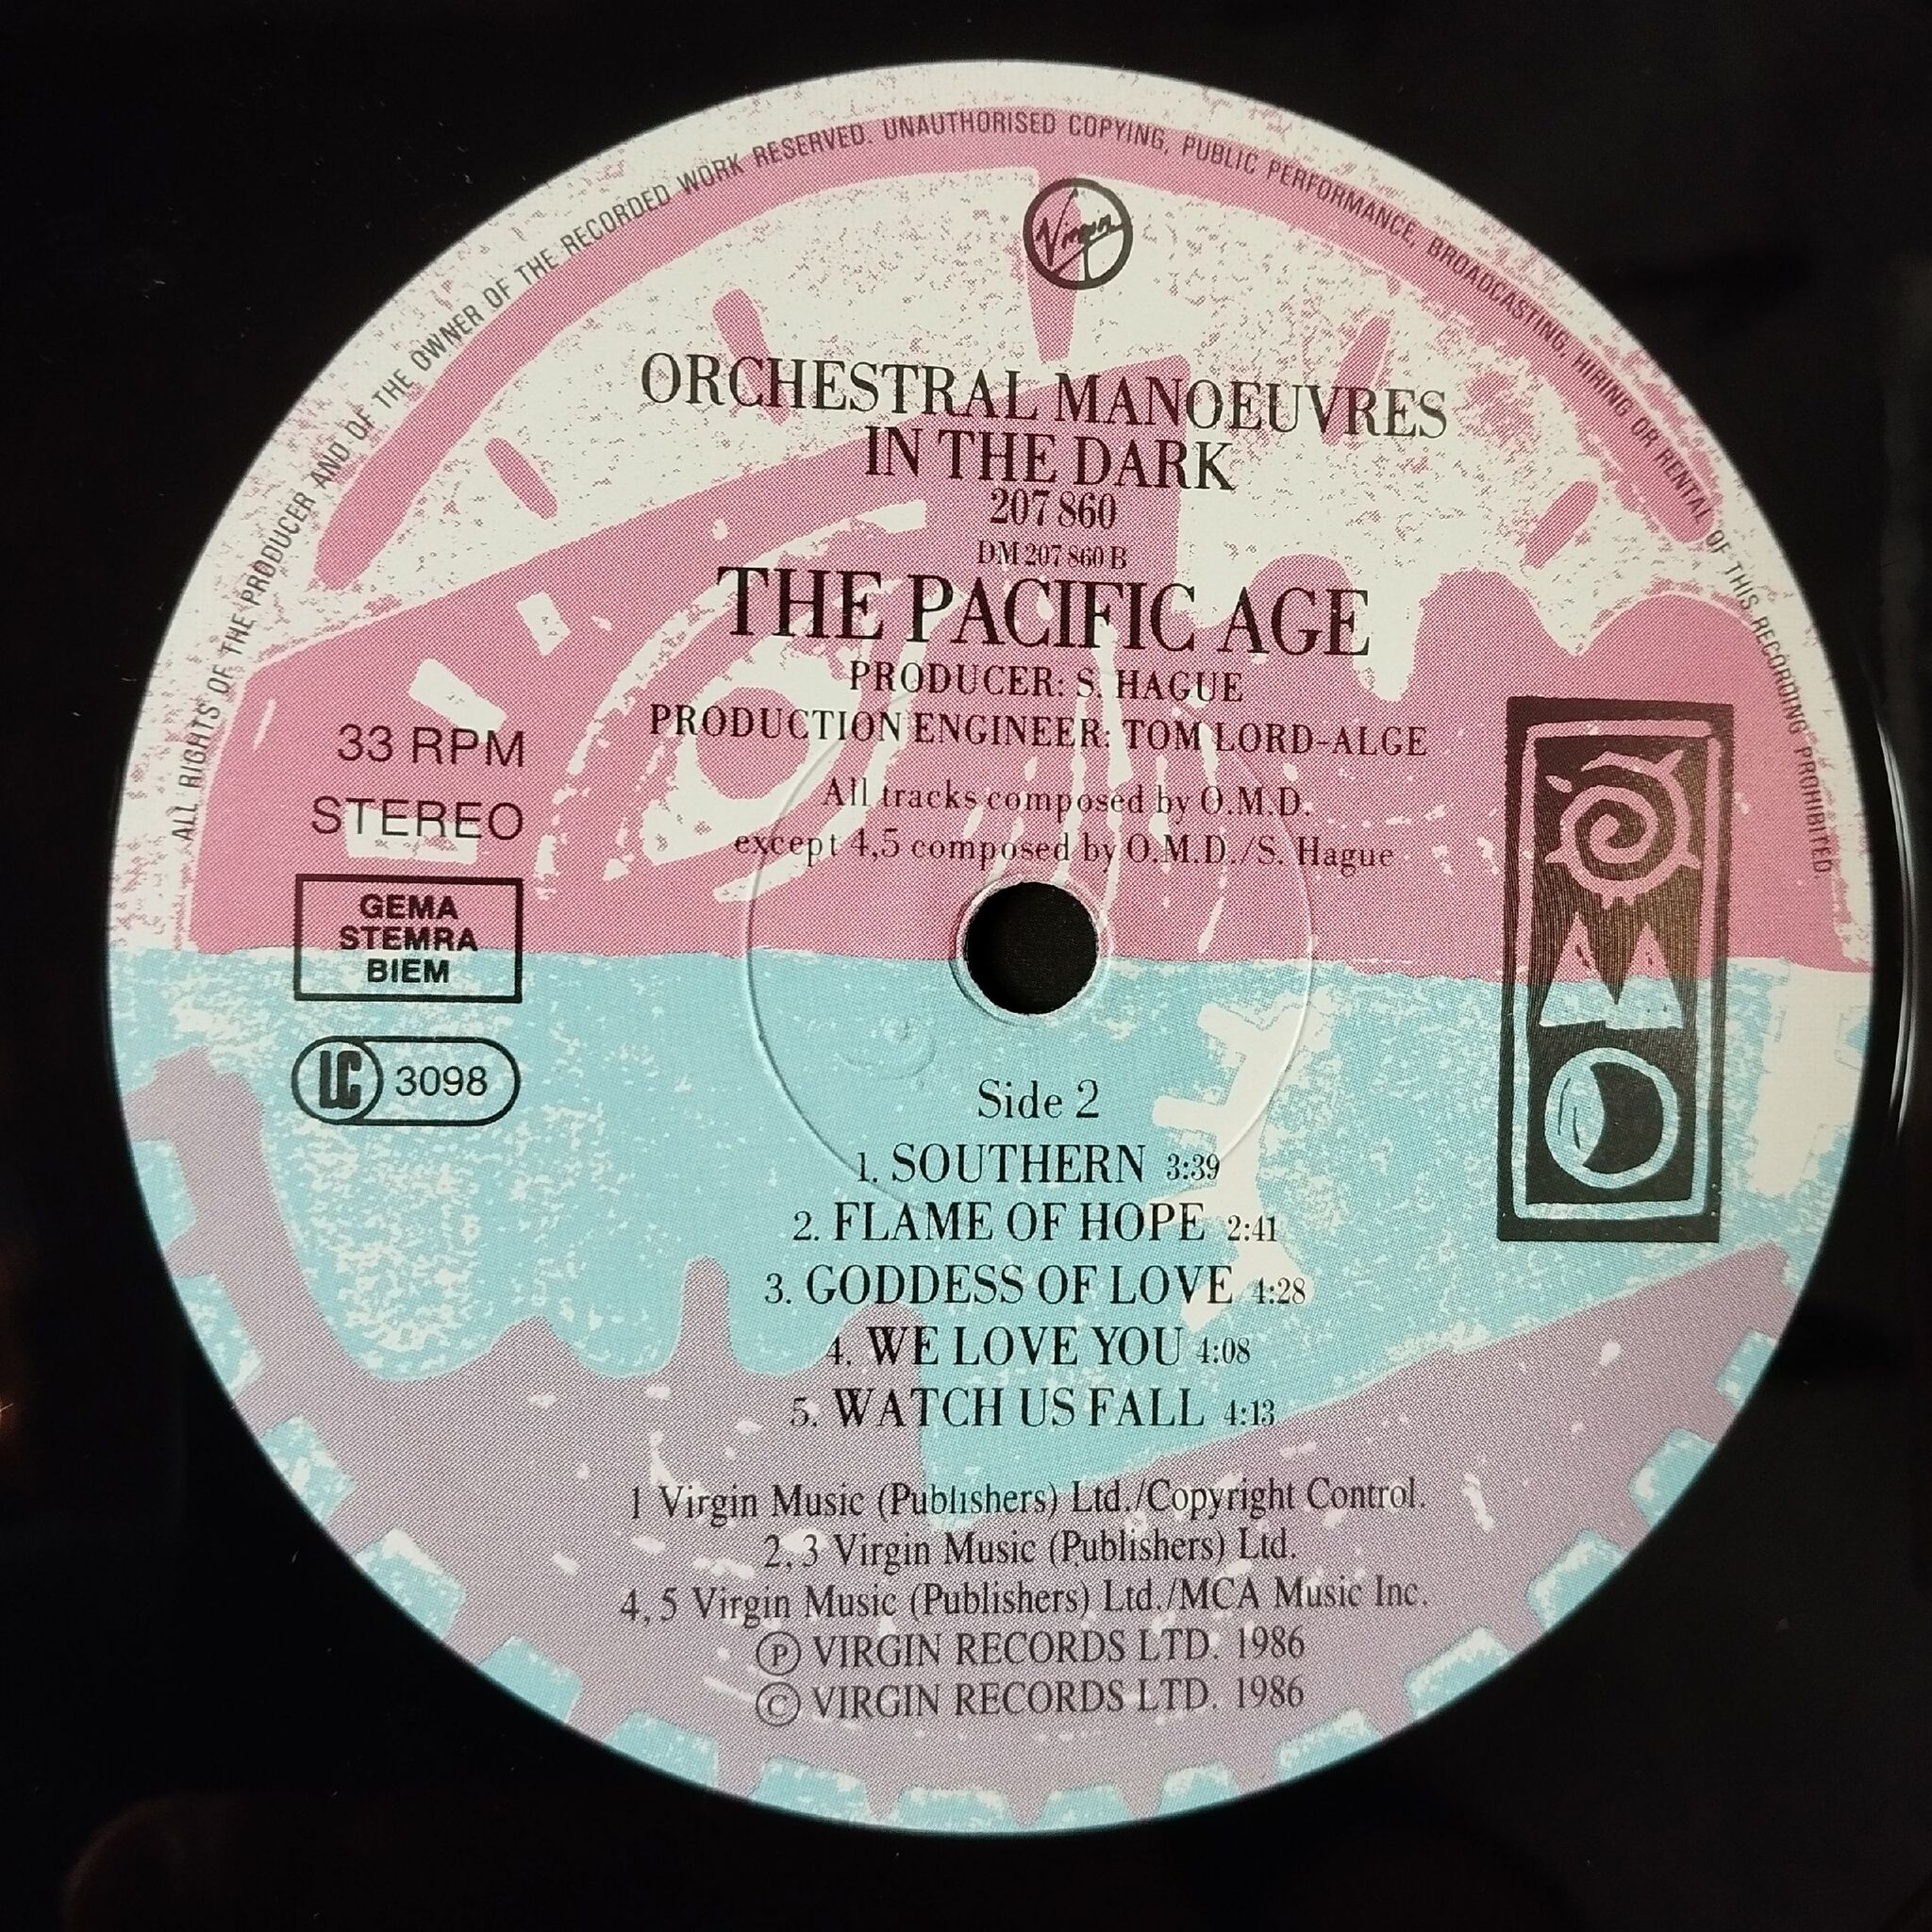 ALL RIGHTS OF THE PRODUCER AND OF THE OWNER OF THE RECORDED WORK RESERVED. UNAUTHORISED COPYING, PUBLIC PERFORMANCE, BROADCASTING, HIRING OR RENTAL OF THIS RECORDING PROHIBITED
Virgin
ORCHESTRAL MANOEUVRES
IN THE DARK
207 860
DM 207 860 B
THE PACIFIC AGE
PRODUCER: S. HAGUE
PRODUCTION ENGINEER: TOM LORD-ALGE
All tracks composed by O.M.D.
except 4,5 composed by O.M.D./S. Hague
33 RPM
STEREO
GEMA
STEMRA
BIEM
LC 3098
Side 2
1. SOUTHERN 3:39
2. FLAME OF HOPE 2:41
3. GODDESS OF LOVE 4:28
4. WE LOVE YOU 4:08
5. WATCH US FALL 4:13
1 Virgin Music (Publishers) Ltd./Copyright Control.
2, 3 Virgin Music (Publishers) Ltd.
4, 5 Virgin Music (Publishers) Ltd./MCA Music Inc.
Ⓟ VIRGIN RECORDS LTD. 1986
© VIRGIN RECORDS LTD. 1986